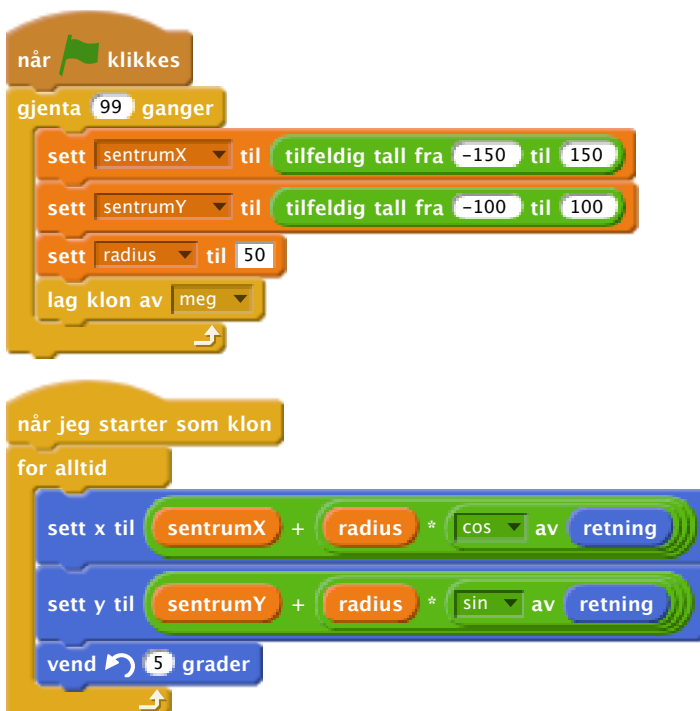 når klikkes
gjenta 99 ganger
sett sentrumX til tilfeldig tall fra -150 til 150
sett sentrumY til tilfeldig tall fra -100 til 100
sett radius til 50
lag klon av meg
når jeg starter som klon
for alltid
sett x til sentrumX + radius * cos av retning
sett y til sentrumY + radius * sin av retning
vend 5 grader